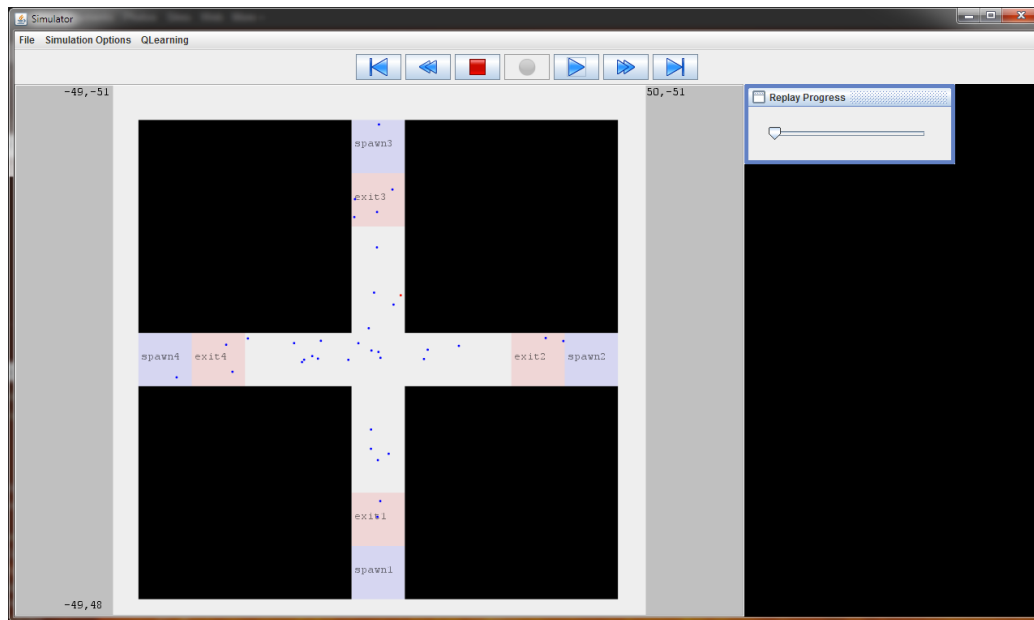 Simulator
File Simulation Options QLearning
-49,-51
50,-51
Replay Progress
spawn3
exit3
spawn4 exit4 exit2 spawn2
exit1
spawn1
-49,48